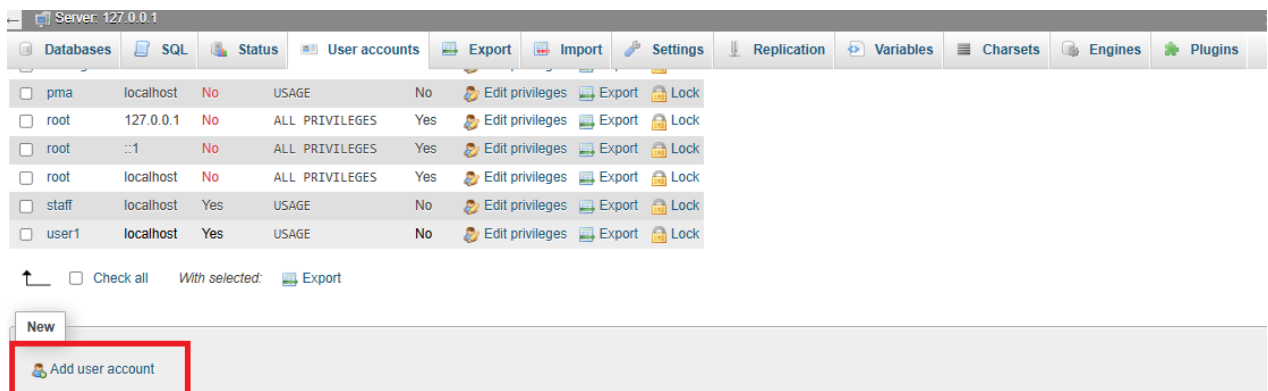 Server: 127.0.0.1
Databases SQL Status User accounts Export Import Settings Replication Variables Charsets Engines Plugins
pma localhost No USAGE No Edit privileges Export Lock
root 127.0.0.1 No ALL PRIVILEGES Yes Edit privileges Export Lock
root ::1 No ALL PRIVILEGES Yes Edit privileges Export Lock
root localhost No ALL PRIVILEGES Yes Edit privileges Export Lock
staff localhost Yes USAGE No Edit privileges Export Lock
user1 localhost Yes USAGE No Edit privileges Export Lock
Check all With selected: Export
New
Add user account